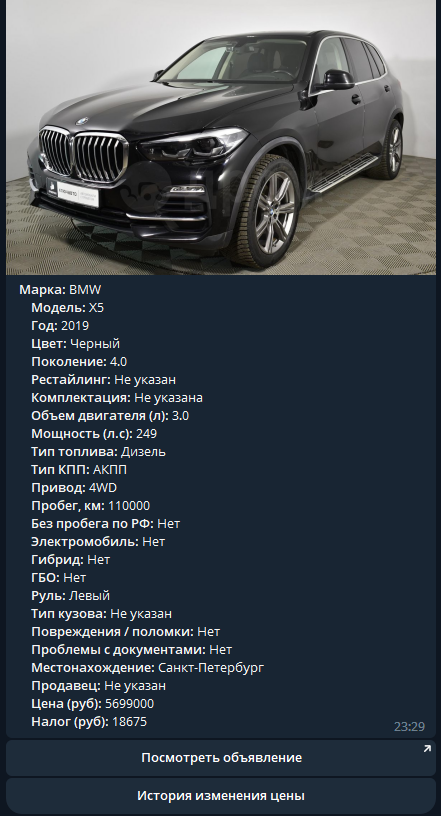 Марка: BMW
Модель: X5
Год: 2019
Цвет: Черный
Поколение: 4.0
Рестайлинг: Не указан
Комплектация: Не указана
Объем двигателя (л): 3.0
Мощность (л.с): 249
Тип топлива: Дизель
Тип КПП: АКПП
Привод: 4WD
Пробег, км: 110000
Без пробега по РФ: Нет
Электромобиль: Нет
Гибрид: Нет
ГБО: Нет
Руль: Левый
Тип кузова: Не указан
Повреждения / поломки: Нет
Проблемы с документами: Нет
Местонахождение: Санкт-Петербург
Продавец: Не указан
Цена (руб): 5699000
Налог (руб): 18675
23:29
Посмотреть объявление
История изменения цены